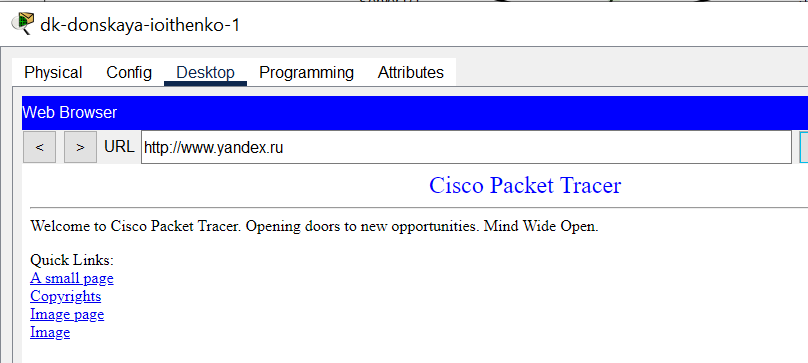 dk-donskaya-ioithenko-1
Physical Config Desktop Programming Attributes
Web Browser
< > URL http://www.yandex.ru
Cisco Packet Tracer
Welcome to Cisco Packet Tracer. Opening doors to new opportunities. Mind Wide Open.
Quick Links:
A small page
Copyrights
Image page
Image